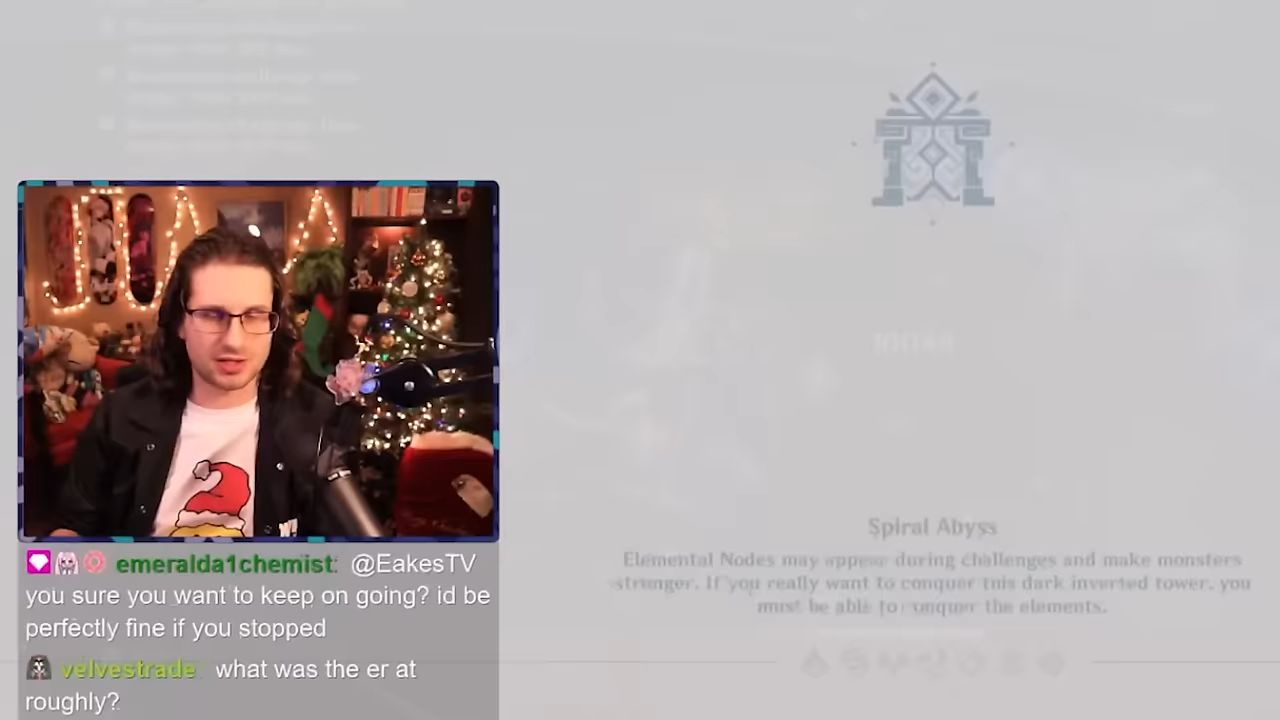 Spiral Abyss
Elemental Nodes may appear during challenges and make monsters
stronger. If you really want to conquer this dark inverted tower, you
must be able to conquer the elements.
emeralda1chemist: @EakesTV
you sure you want to keep on going? id be
perfectly fine if you stopped
velvestrade: what was the er at
roughly?